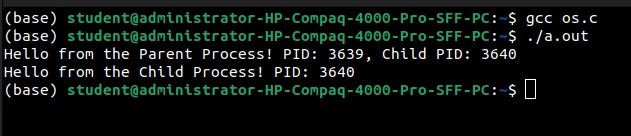 (base) student@administrator-HP-Compaq-4000-Pro-SFF-PC:~$ gcc os.c
(base) student@administrator-HP-Compaq-4000-Pro-SFF-PC:~$ ./a.out
Hello from the Parent Process! PID: 3639, Child PID: 3640
Hello from the Child Process! PID: 3640
(base) student@administrator-HP-Compaq-4000-Pro-SFF-PC:~$